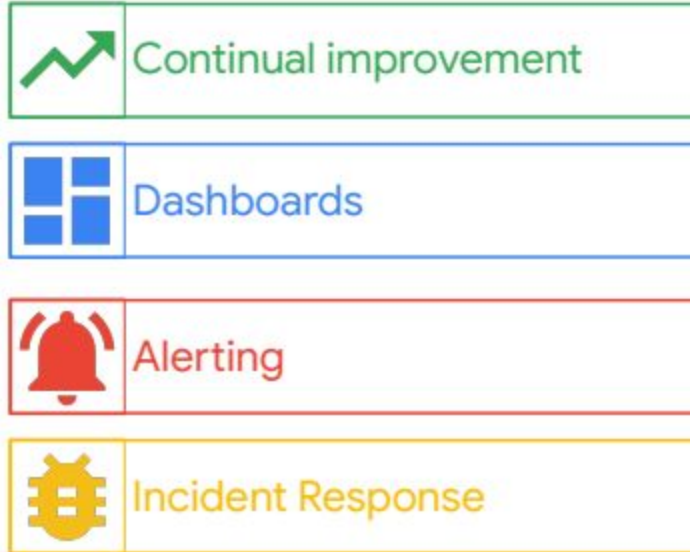 Continual improvement
Dashboards
Alerting
Incident Response